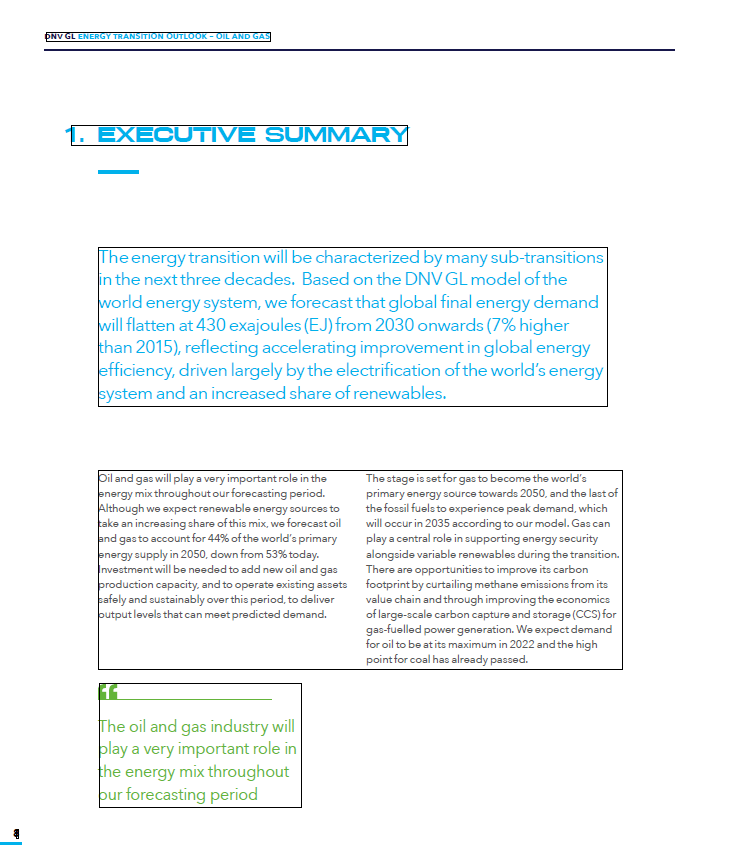 DNV GL ENERGY TRANSITION OUTLOOK – OIL AND GAS
1. EXECUTIVE SUMMARY
The energy transition will be characterized by many sub-transitions
in the next three decades. Based on the DNV GL model of the
world energy system, we forecast that global final energy demand
will flatten at 430 exajoules (EJ) from 2030 onwards (7% higher
than 2015), reflecting accelerating improvement in global energy
efficiency, driven largely by the electrification of the world's energy
system and an increased share of renewables.
Oil and gas will play a very important role in the
energy mix throughout our forecasting period.
Although we expect renewable energy sources to
take an increasing share of this mix, we forecast oil
and gas to account for 44% of the world's primary
energy supply in 2050, down from 53% today.
Investment will be needed to add new oil and gas
production capacity, and to operate existing assets
safely and sustainably over this period, to deliver
output levels that can meet predicted demand.
The stage is set for gas to become the world's
primary energy source towards 2050, and the last of
the fossil fuels to experience peak demand, which
will occur in 2035 according to our model. Gas can
play a central role in supporting energy security
alongside variable renewables during the transition.
There are opportunities to improve its carbon
footprint by curtailing methane emissions from its
value chain and through improving the economics
of large-scale carbon capture and storage (CCS) for
gas-fuelled power generation. We expect demand
for oil to be at its maximum in 2022 and the high
point for coal has already passed.
“
The oil and gas industry will
play a very important role in
the energy mix throughout
our forecasting period